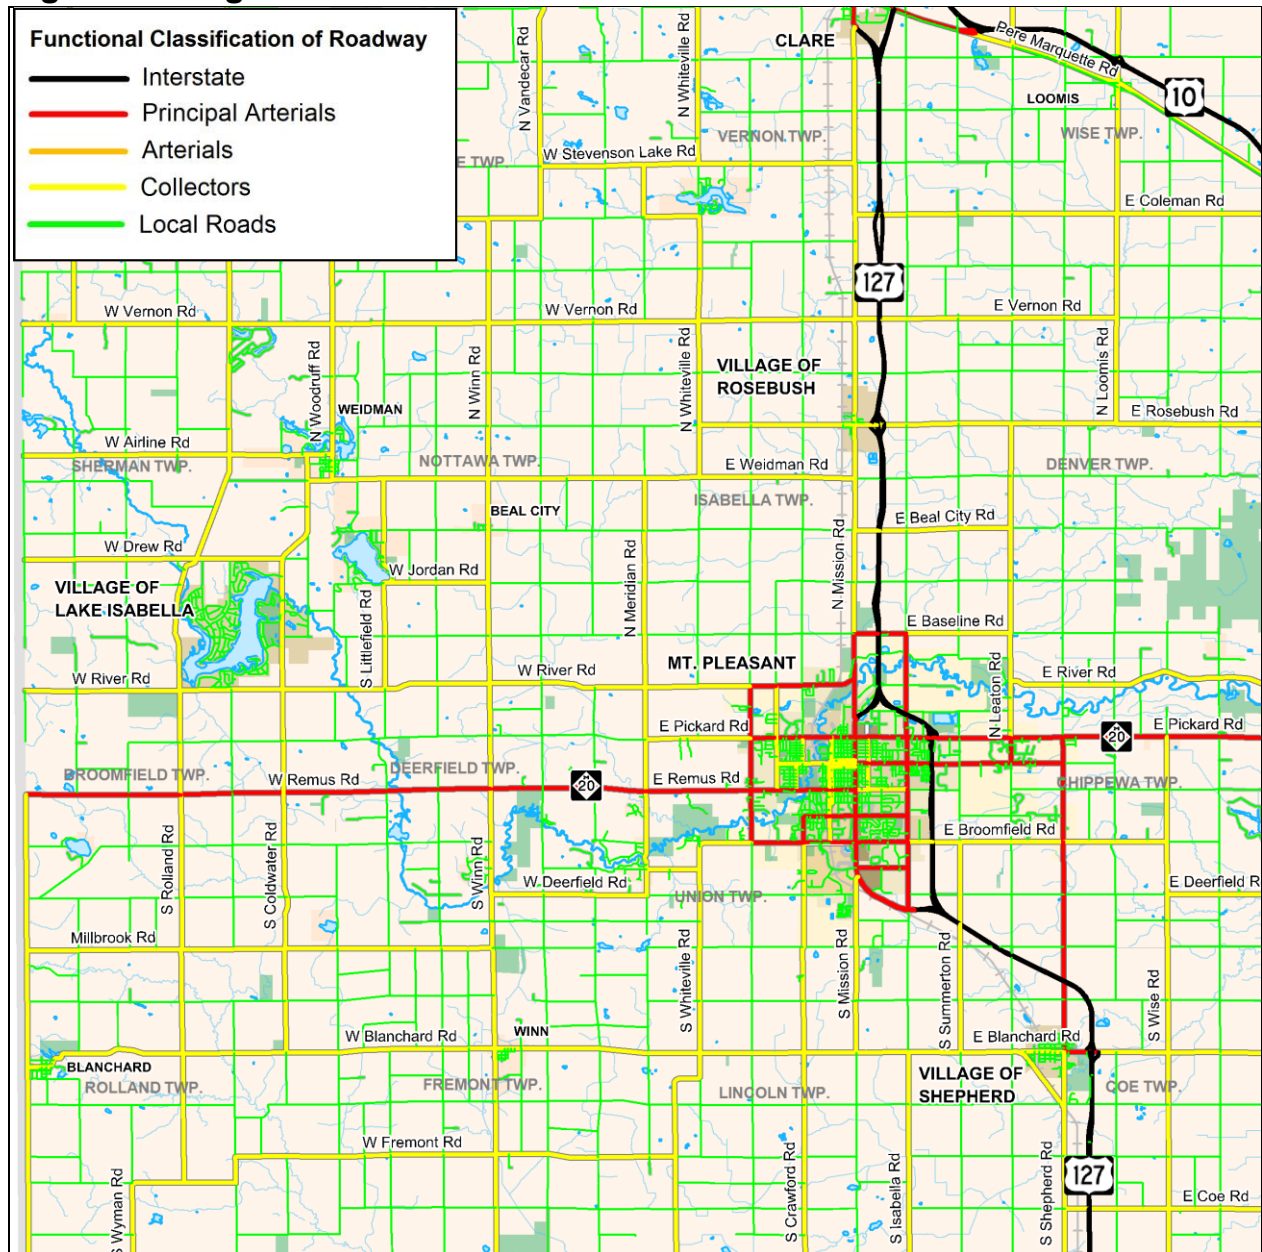 Functional Classification of Roadway
Interstate
Principal Arterials
Arterials
Collectors
Local Roads
CLARE
Pere Marquette Rd
10
LOOMIS
N Vandecar Rd
N Whiteville Rd
VERNON TWP.
WISE TWP.
W Stevenson Lake Rd
E TWP
E Coleman Rd
127
W Vernon Rd
W Vernon Rd
E Vernon Rd
N Woodruff Rd
N Winn Rd
N Whiteville Rd
VILLAGE OF
ROSEBUSH
N Loomis Rd
WEIDMAN
E Rosebush Rd
W Airline Rd
SHERMAN TWP.
NOTTAWA TWP.
E Weidman Rd
DENVER TWP.
ISABELLA TWP.
BEAL CITY
E Beal City Rd
W Drew Rd
N Meridian Rd
N Mission Rd
W Jordan Rd
VILLAGE OF
LAKE ISABELLA
S Littlefield Rd
E Baseline Rd
MT. PLEASANT
W River Rd
W River Rd
N Leaton Rd
E River Rd
E Pickard Rd
E Pickard Rd
20
BROOMFIELD TWP.
DEERFIELD TWP.
W Remus Rd
20
E Remus Rd
CHIPPEWA TWP.
S Rolland Rd
S Coldwater Rd
S Winn Rd
E Broomfield Rd
W Deerfield Rd
UNION TWP.
E Deerfield R
Millbrook Rd
S Whiteville Rd
S Mission Rd
S Summerton Rd
S Wise Rd
W Blanchard Rd
WINN
E Blanchard Rd
BLANCHARD
ROLLAND TWP.
FREMONT TWP.
LINCOLN TWP.
VILLAGE OF
SHEPHERD
COE TWP.
W Fremont Rd
S Wyman Rd
S Crawford Rd
S Isabella Rd
S Shepherd Rd
127
E Coe Rd